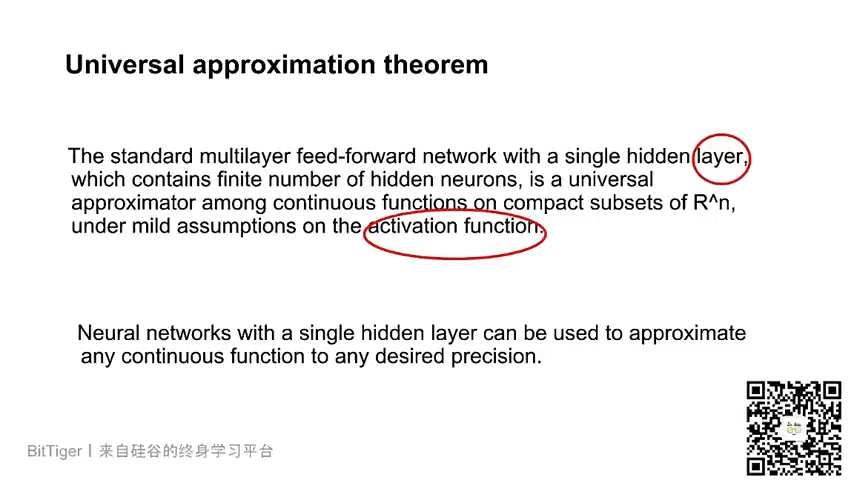 Universal approximation theorem
The standard multilayer feed-forward network with a single hidden layer,
which contains finite number of hidden neurons, is a universal
approximator among continuous functions on compact subsets of R^n,
under mild assumptions on the activation function.
Neural networks with a single hidden layer can be used to approximate
any continuous function to any desired precision.
BitTiger丨来自硅谷的终身学习平台